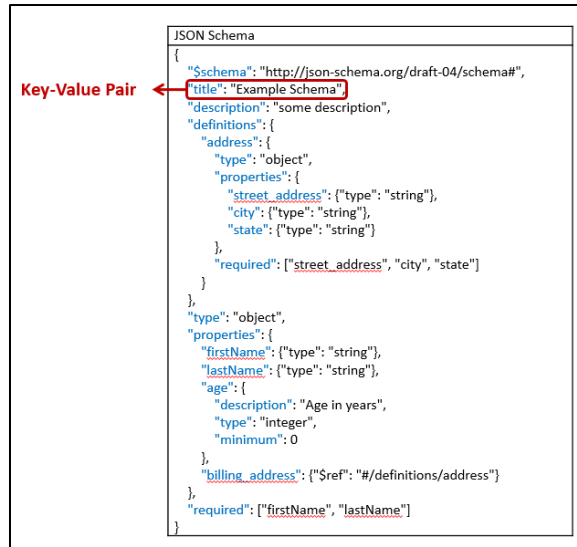 JSON Schema
{
"$schema": "http://json-schema.org/draft-04/schema#",
Key-Value Pair
"title": "Example Schema",
"description": "some description",
"definitions": {
"address": {
"type": "object",
"properties": {
"street_address": {"type": "string"},
"city": {"type": "string"},
"state": {"type": "string"}
},
"required": ["street_address", "city", "state"]
}
},
"type": "object",
"properties": {
"firstName": {"type": "string"},
"lastName": {"type": "string"},
"age": {
"description": "Age in years",
"type": "integer",
"minimum": 0
},
"billing_address": {"$ref": "#/definitions/address"}
},
"required": ["firstName", "lastName"]
}